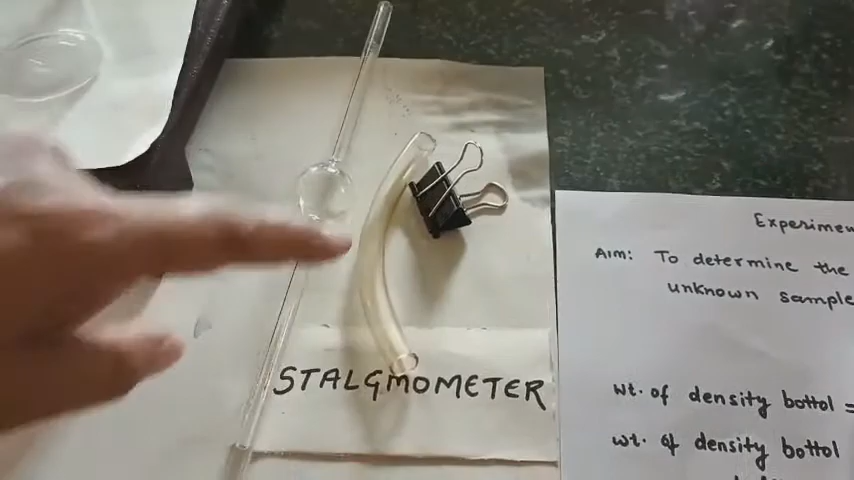 STALGMOMETER
Experimen
Aim: To determine the
unknown sample
wt. of density bottol =
wt. of density bottol